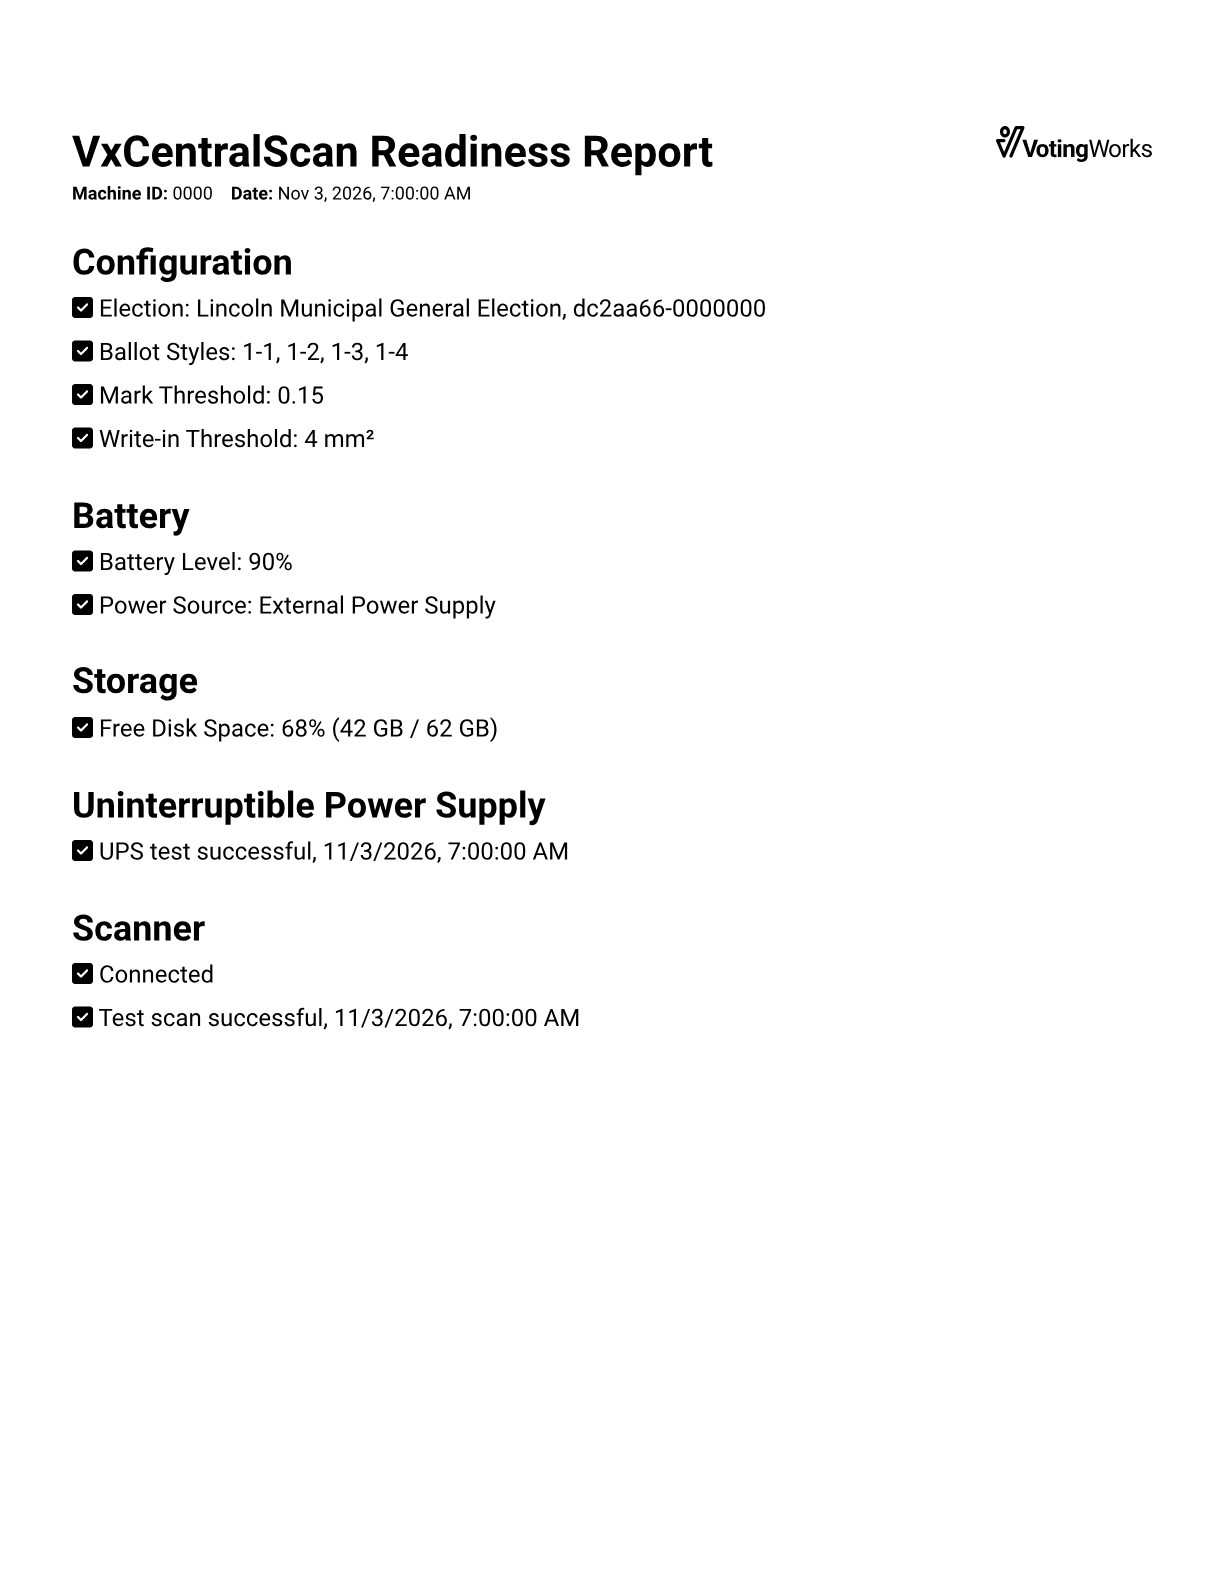 VxCentralScan Readiness Report
VotingWorks
Machine ID: 0000 Date: Nov 3, 2026, 7:00:00 AM
Configuration
Election: Lincoln Municipal General Election, dc2aa66-0000000
Ballot Styles: 1-1, 1-2, 1-3, 1-4
Mark Threshold: 0.15
Write-in Threshold: 4 mm²
Battery
Battery Level: 90%
Power Source: External Power Supply
Storage
Free Disk Space: 68% (42 GB / 62 GB)
Uninterruptible Power Supply
UPS test successful, 11/3/2026, 7:00:00 AM
Scanner
Connected
Test scan successful, 11/3/2026, 7:00:00 AM